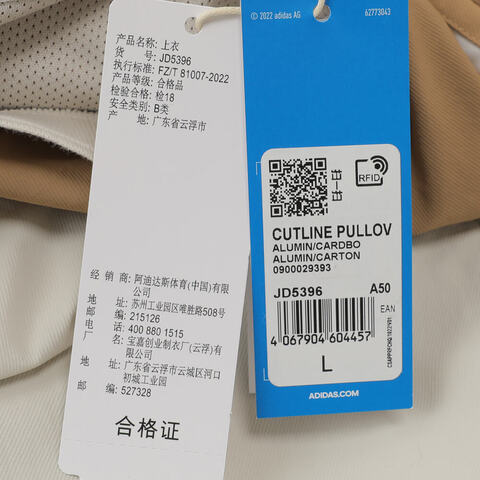 产品名称: 上衣
货 号: JD5396
执行标准: FZ/T 81007-2022
产品等级: 合格品
检验合格: 检18
安全类别: B类
产 地: 广东省云浮市
经 销 商: 阿迪达斯体育(中国)有限公司
地 址: 苏州工业园区唯胜路508号
邮 编: 215126
电 话: 400 880 1515
厂 名: 宝嘉创业制衣厂(云浮)有限公司
地 址: 广东省云浮市云城区河口初城工业园
邮 编: 527328
合格证
© 2022 adidas AG
62773043
RFID
CUTLINE PULLOV
ALUMIN/CARDBO
ALUMIN/CARTON
0900029393
JD5396 A50
EAN
4 067904 604457
L
ADIDAS.COM